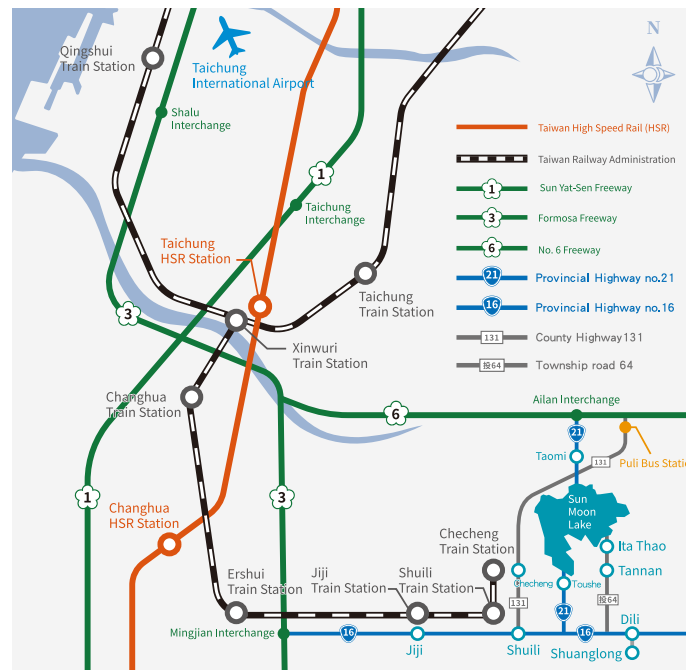 N
Qingshui
Train Station
Taichung
International Airport
Shalu
Interchange
1
Taichung
Interchange
Taichung
HSR Station
Taichung
Train Station
3
Xinwuri
Train Station
Changhua
Train Station
Taiwan High Speed Rail (HSR)
Taiwan Railway Administration
1
Sun Yat-Sen Freeway
3
Formosa Freeway
6
No. 6 Freeway
21
Provincial Highway no.21
16
Provincial Highway no.16
131
County Highway131
投64
Township road 64
6
Ailan Interchange
21
Taomi
131
Puli Bus Statio
1
3
Changhua
HSR Station
Sun
Moon
Lake
Checheng
Train Station
Ita Thao
Tannan
Checheng
Toushe
Ershui
Train Station
Jiji
Train Station
Shuili
Train Station
131
21
投64
Mingjian Interchange
16
Jiji
Shuili
16
Shuanglong
Dili